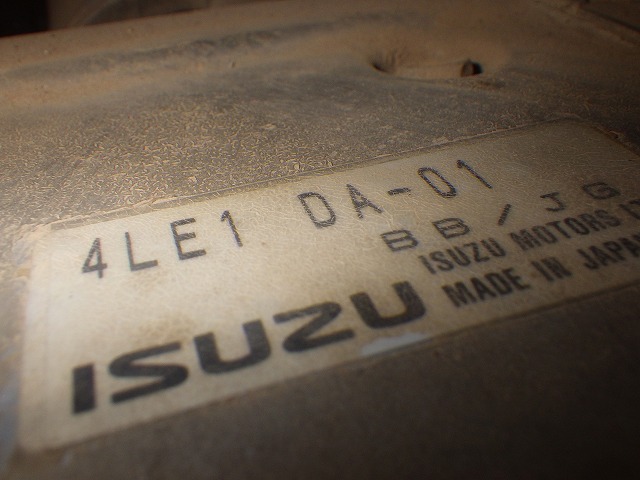 4LE1 DA-01
BB/JG
ISUZU MOTORS
ISUZU MADE IN JAPAN